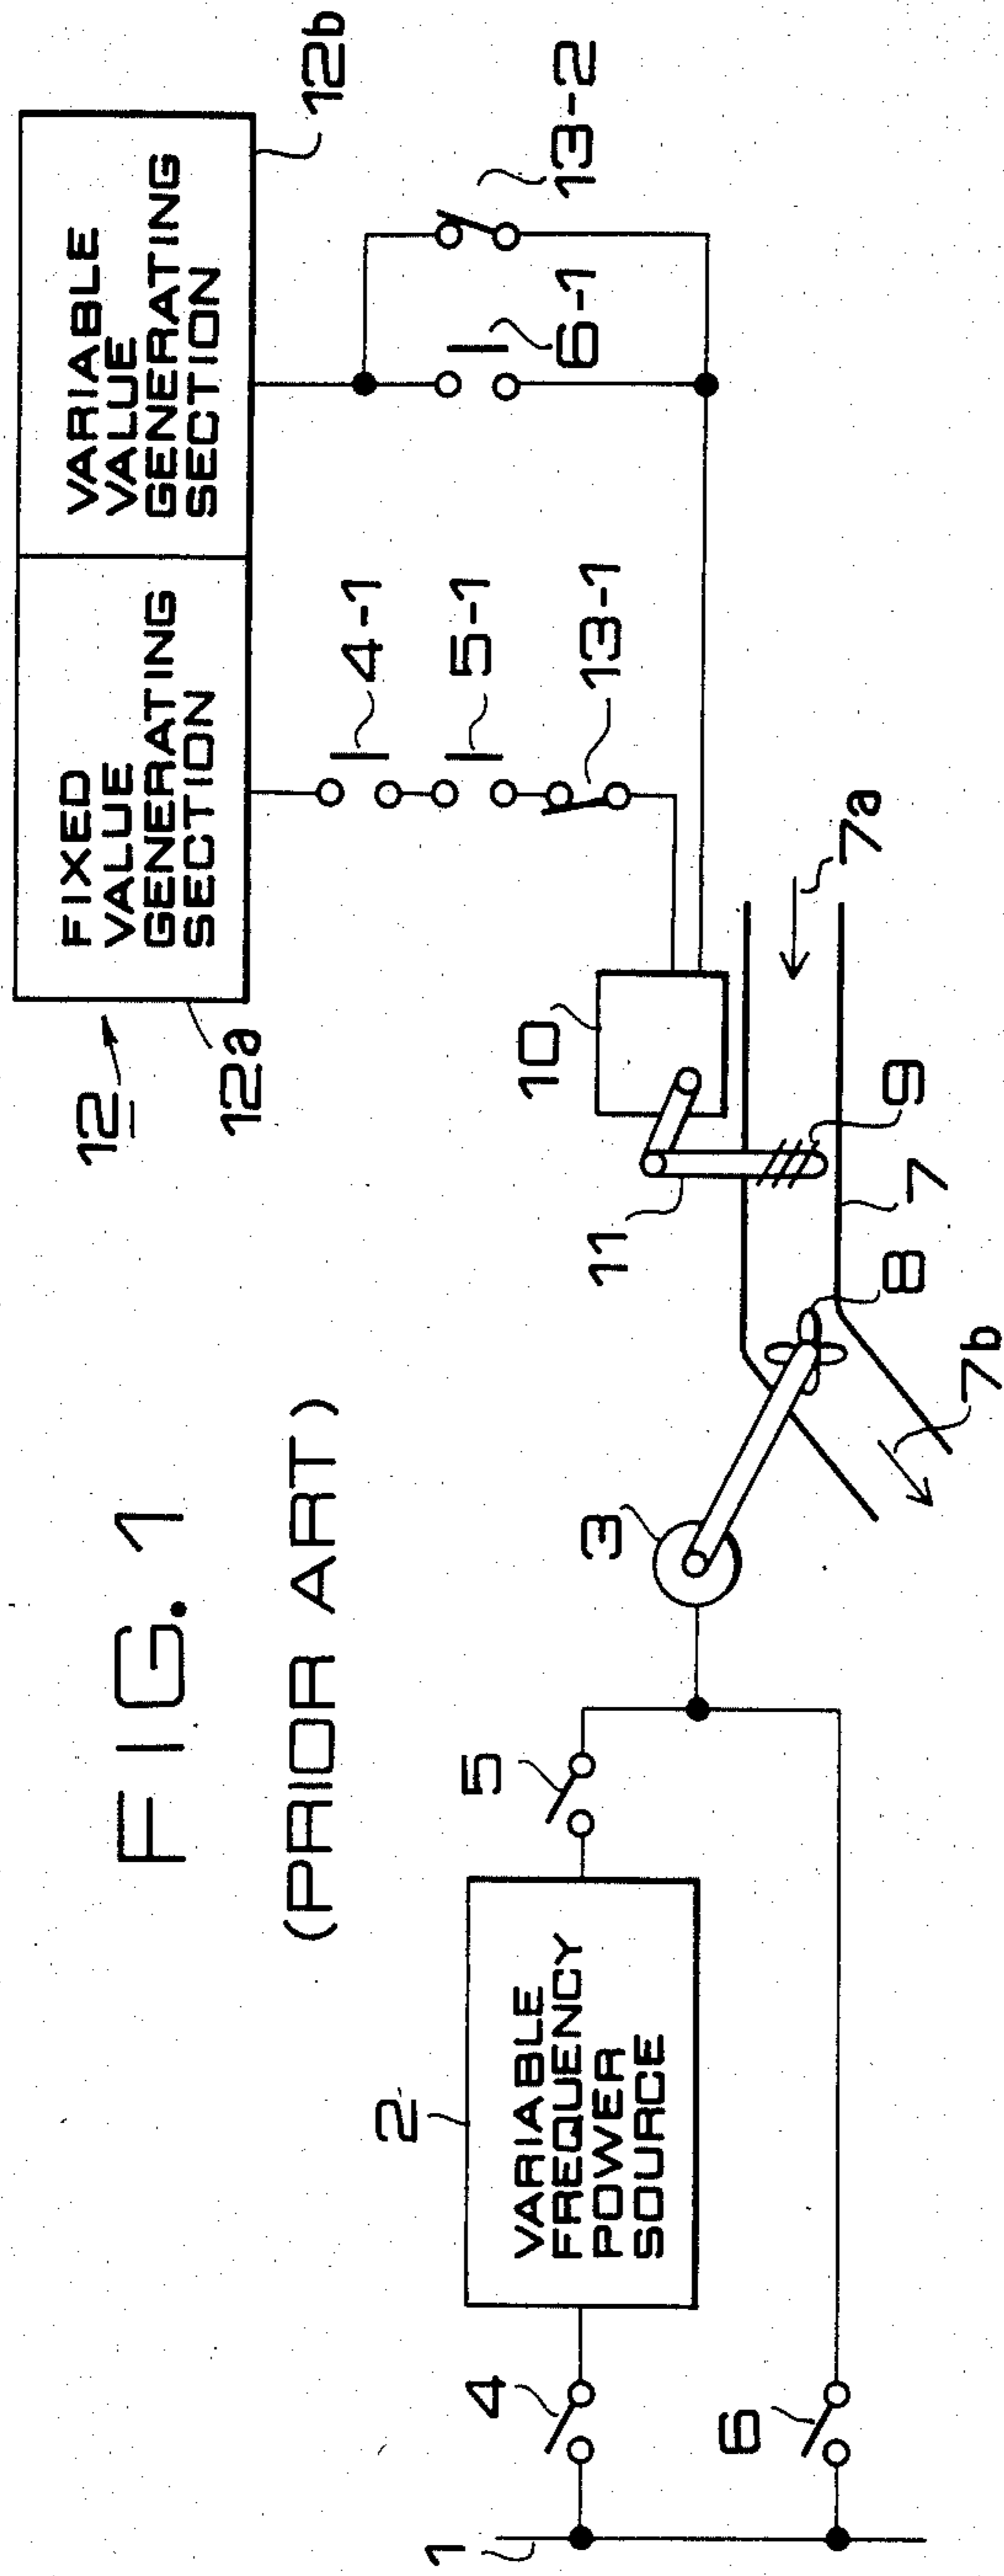 FIG. 1
(PRIOR ART)
12
12a
FIXED
VALUE
GENERATING
SECTION
VARIABLE
VALUE
GENERATING
SECTION
12b
4-1
5-1
13-1
6-1
13-2
1
4
2
VARIABLE
FREQUENCY
POWER
SOURCE
5
6
3
11
10
7a
9
7
8
7b